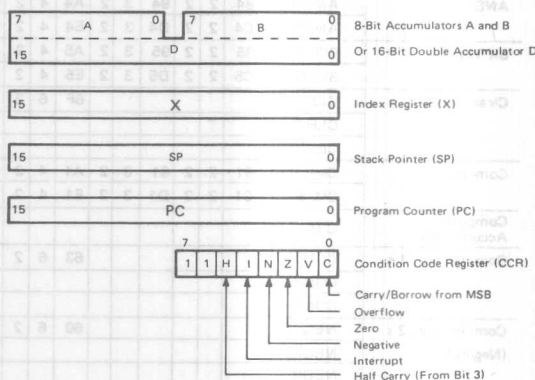 7 A 0 7 B 0 8-Bit Accumulators A and B
15 D 0 Or 16-Bit Double Accumulator D
15 X 0 Index Register (X)
15 SP 0 Stack Pointer (SP)
15 PC 0 Program Counter (PC)
7 0
1 1 H I N Z V C Condition Code Register (CCR)
Carry/Borrow from MSB
Overflow
Zero
Negative
Interrupt
Half Carry (From Bit 3)